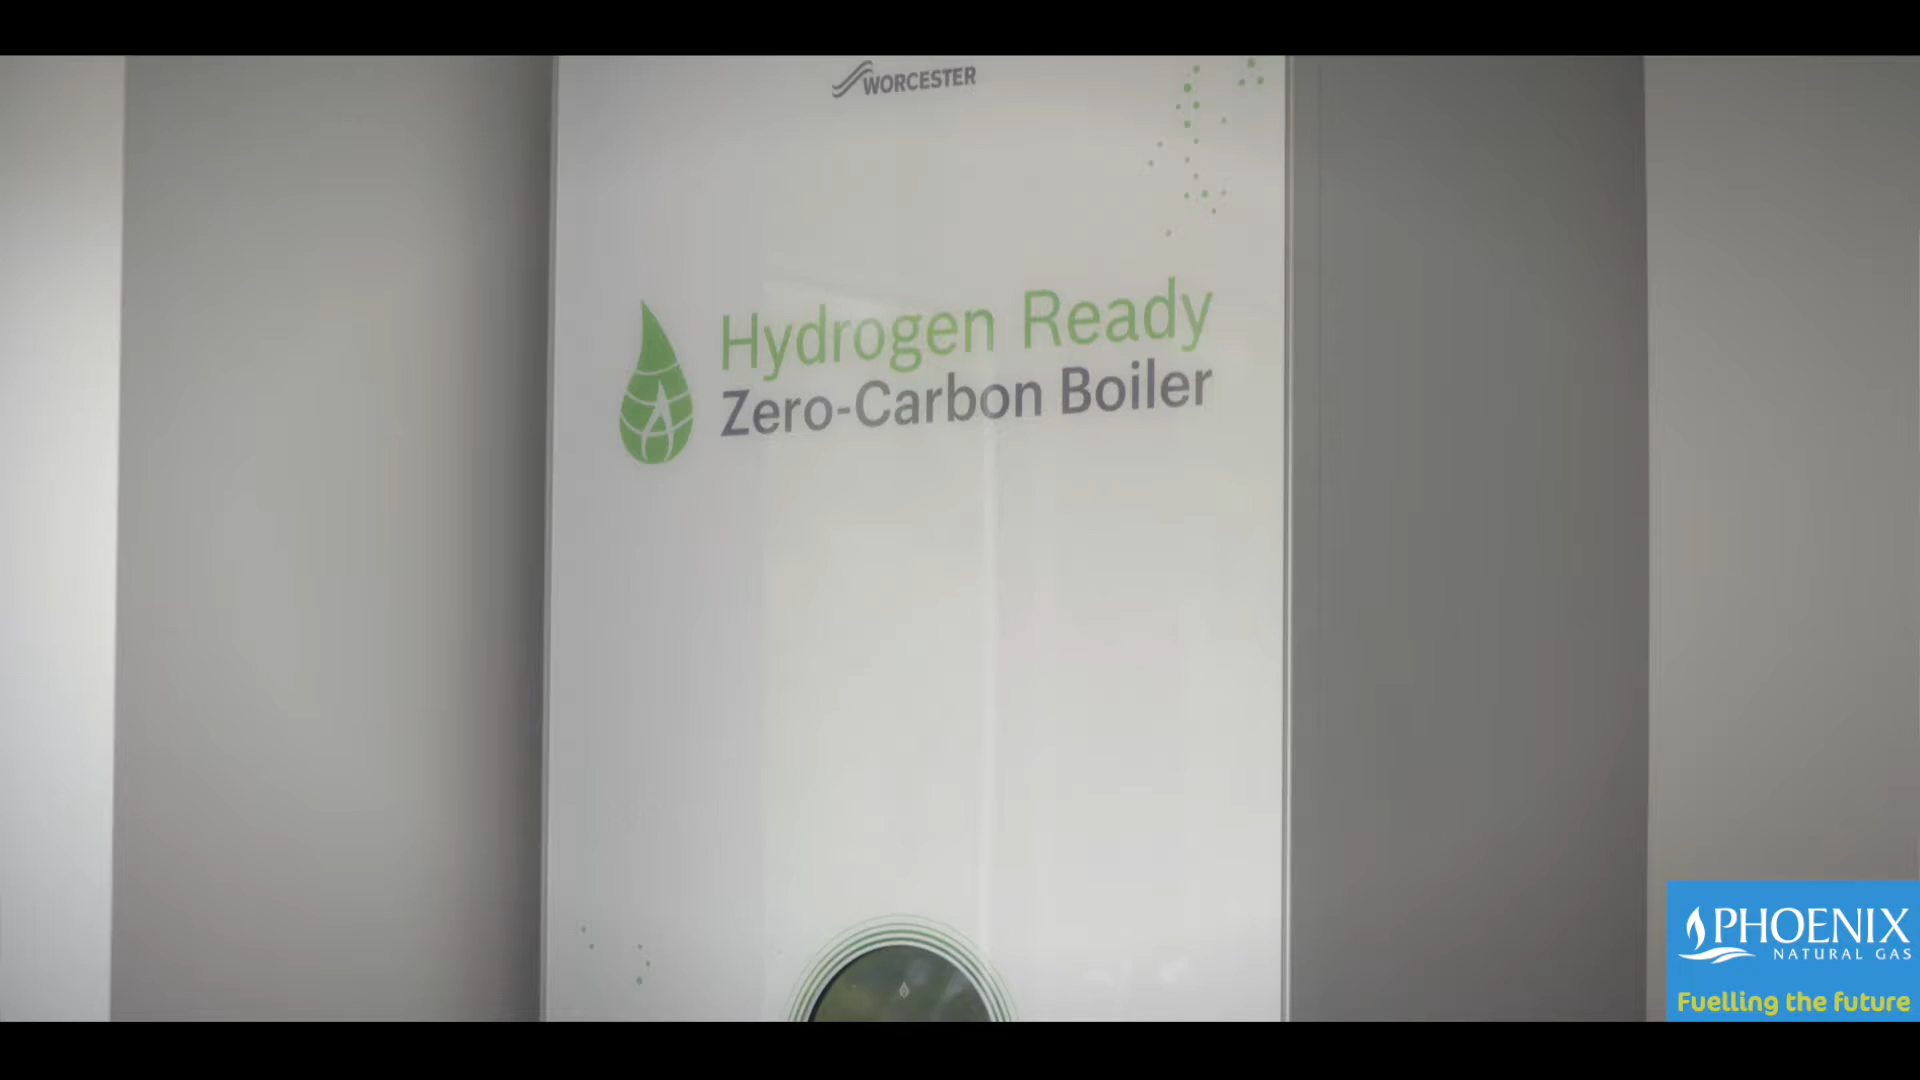 WORCESTER
Hydrogen Ready
Zero-Carbon Boiler
PHOENIX
NATURAL GAS
Fuelling the future